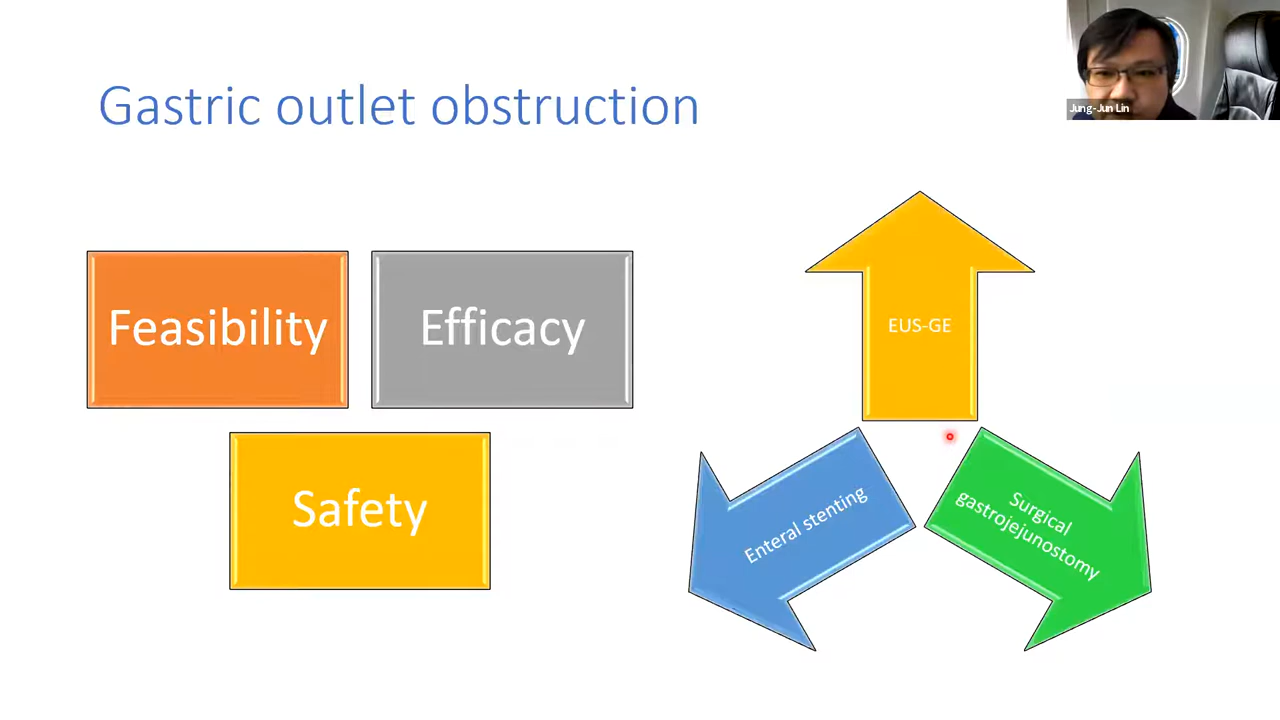 Gastric outlet obstruction
Jung-Jun Lin
Feasibility
Efficacy
Safety
EUS-GE
Enteral stenting
Surgical
gastrojejunostomy